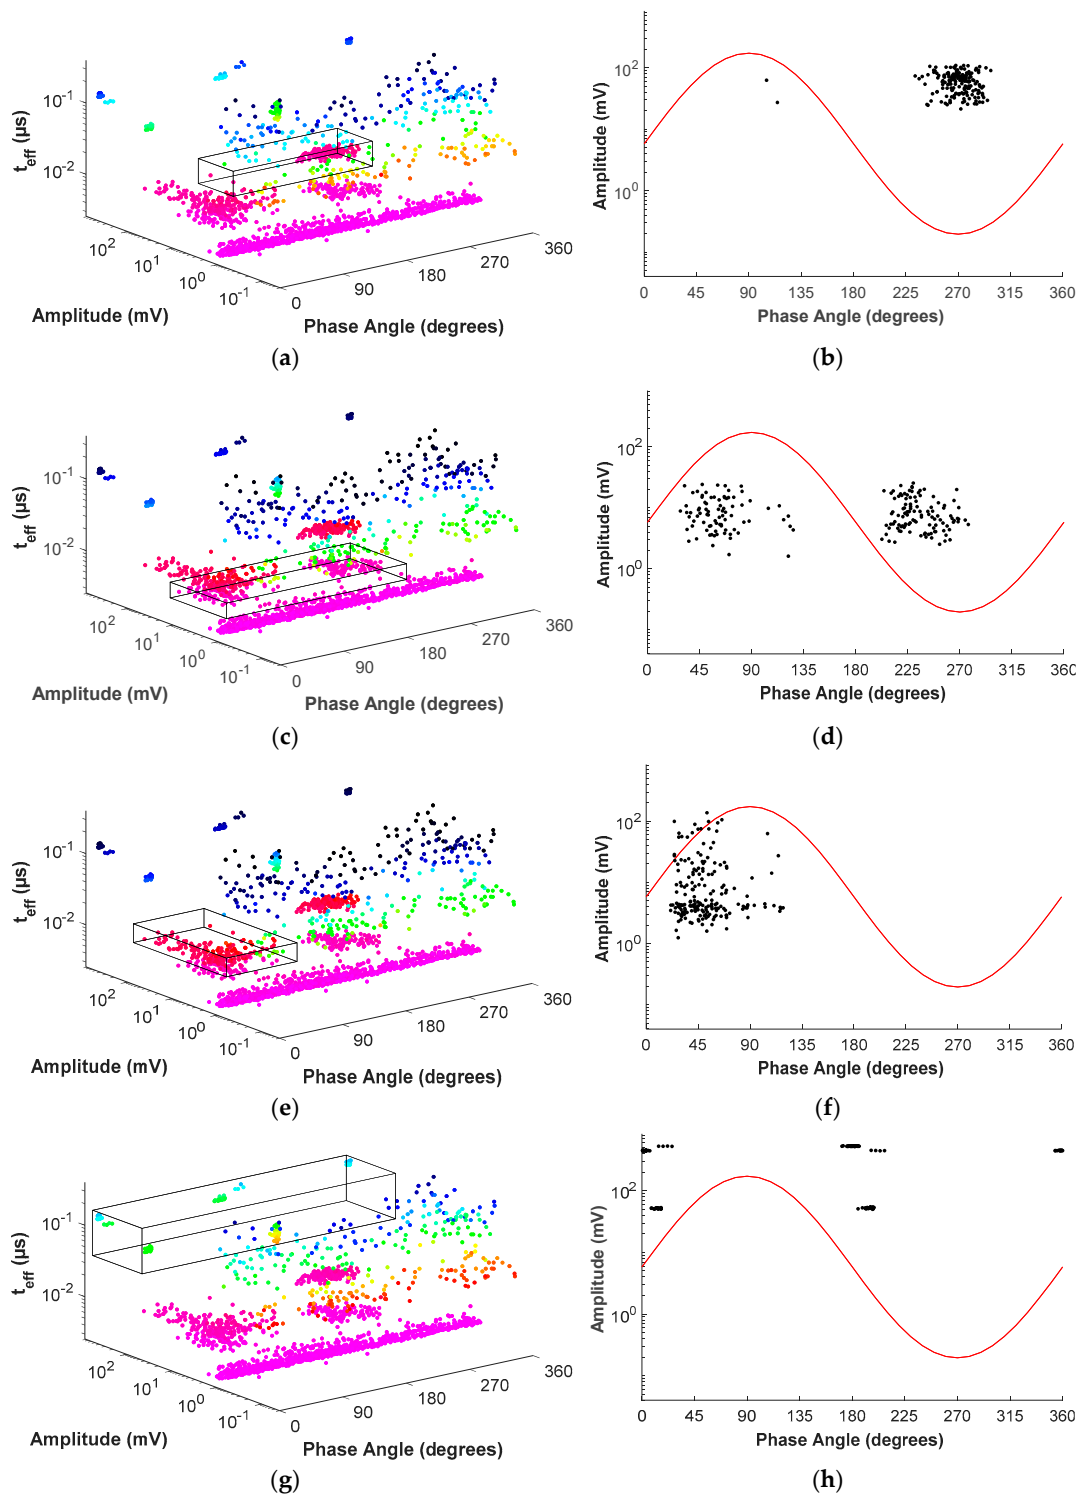 t_eff (µs)
10^-1
10^-2
10^2
10^1
10^0
10^-1
0
90
180
270
360
Amplitude (mV)
Phase Angle (degrees)
(a)
Amplitude (mV)
10^2
10^0
0 45 90 135 180 225 270 315 360
Phase Angle (degrees)
(b)
t_eff (µs)
10^-1
10^-2
10^2
10^1
10^0
10^-1
0
90
180
270
360
Amplitude (mV)
Phase Angle (degrees)
(c)
Amplitude (mV)
10^2
10^0
0 45 90 135 180 225 270 315 360
Phase Angle (degrees)
(d)
t_eff (µs)
10^-1
10^-2
10^2
10^1
10^0
10^-1
0
90
180
270
360
Amplitude (mV)
Phase Angle (degrees)
(e)
Amplitude (mV)
10^2
10^0
0 45 90 135 180 225 270 315 360
Phase Angle (degrees)
(f)
t_eff (µs)
10^-1
10^-2
10^2
10^1
10^0
10^-1
0
90
180
270
360
Amplitude (mV)
Phase Angle (degrees)
(g)
Amplitude (mV)
10^2
10^0
0 45 90 135 180 225 270 315 360
Phase Angle (degrees)
(h)